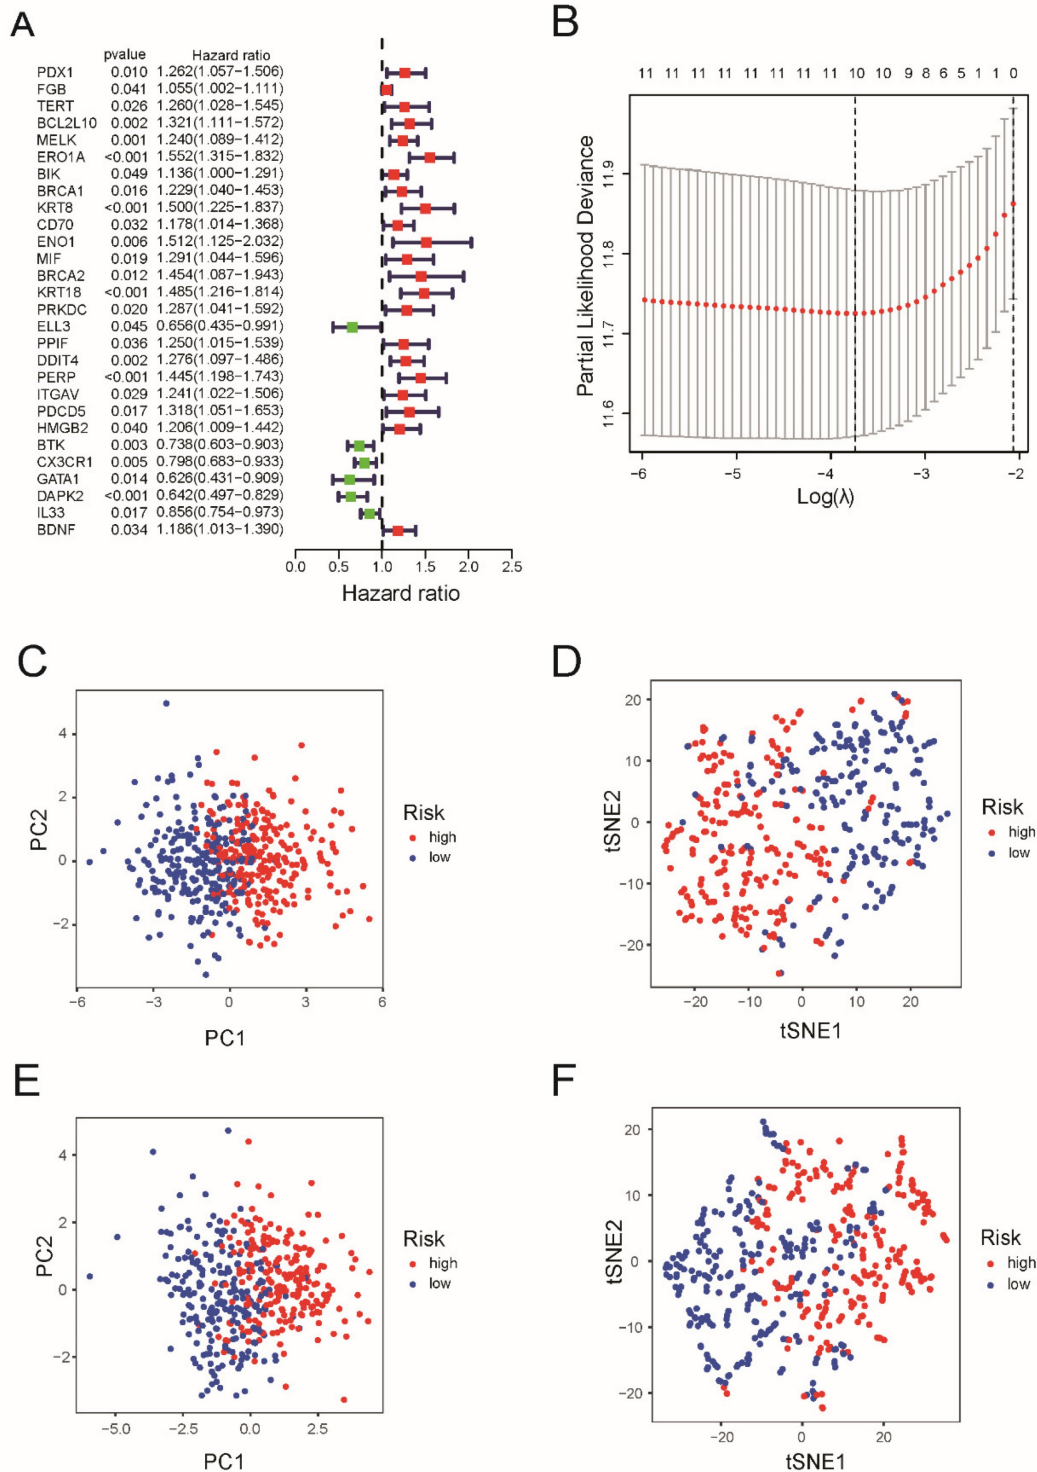 A
pvalue Hazard ratio
PDX1 0.010 1.262(1.057−1.506)
FGB 0.041 1.055(1.002−1.111)
TERT 0.026 1.260(1.028−1.545)
BCL2L10 0.002 1.321(1.111−1.572)
MELK 0.001 1.240(1.089−1.412)
ERO1A <0.001 1.552(1.315−1.832)
BIK 0.049 1.136(1.000−1.291)
BRCA1 0.016 1.229(1.040−1.453)
KRT8 <0.001 1.500(1.225−1.837)
CD70 0.032 1.178(1.014−1.368)
ENO1 0.006 1.512(1.125−2.032)
MIF 0.019 1.291(1.044−1.596)
BRCA2 0.012 1.454(1.087−1.943)
KRT18 <0.001 1.485(1.216−1.814)
PRKDC 0.020 1.287(1.041−1.592)
ELL3 0.045 0.656(0.435−0.991)
PPIF 0.036 1.250(1.015−1.539)
DDIT4 0.002 1.276(1.097−1.486)
PERP <0.001 1.445(1.198−1.743)
ITGAV 0.029 1.241(1.022−1.506)
PDCD5 0.017 1.318(1.051−1.653)
HMGB2 0.040 1.206(1.009−1.442)
BTK 0.003 0.738(0.603−0.903)
CX3CR1 0.005 0.798(0.683−0.933)
GATA1 0.014 0.626(0.431−0.909)
DAPK2 <0.001 0.642(0.497−0.829)
IL33 0.017 0.856(0.754−0.973)
BDNF 0.034 1.186(1.013−1.390)
0.0 0.5 1.0 1.5 2.0 2.5
Hazard ratio
B
11 11 11 11 11 11 11 11 10 10 9 8 6 5 1 1 0
Partial Likelihood Deviance
11.9
11.8
11.7
11.6
−6 −5 −4 −3 −2
Log(λ)
C
PC2
4
2
0
−2
−6 −3 0 3 6
PC1
Risk
high
low
D
tSNE2
20
10
0
−10
−20
−20 −10 0 10 20
tSNE1
Risk
high
low
E
PC2
4
2
0
−2
−5.0 −2.5 0.0 2.5
PC1
Risk
high
low
F
tSNE2
20
10
0
−10
−20
−20 0 20
tSNE1
Risk
high
low